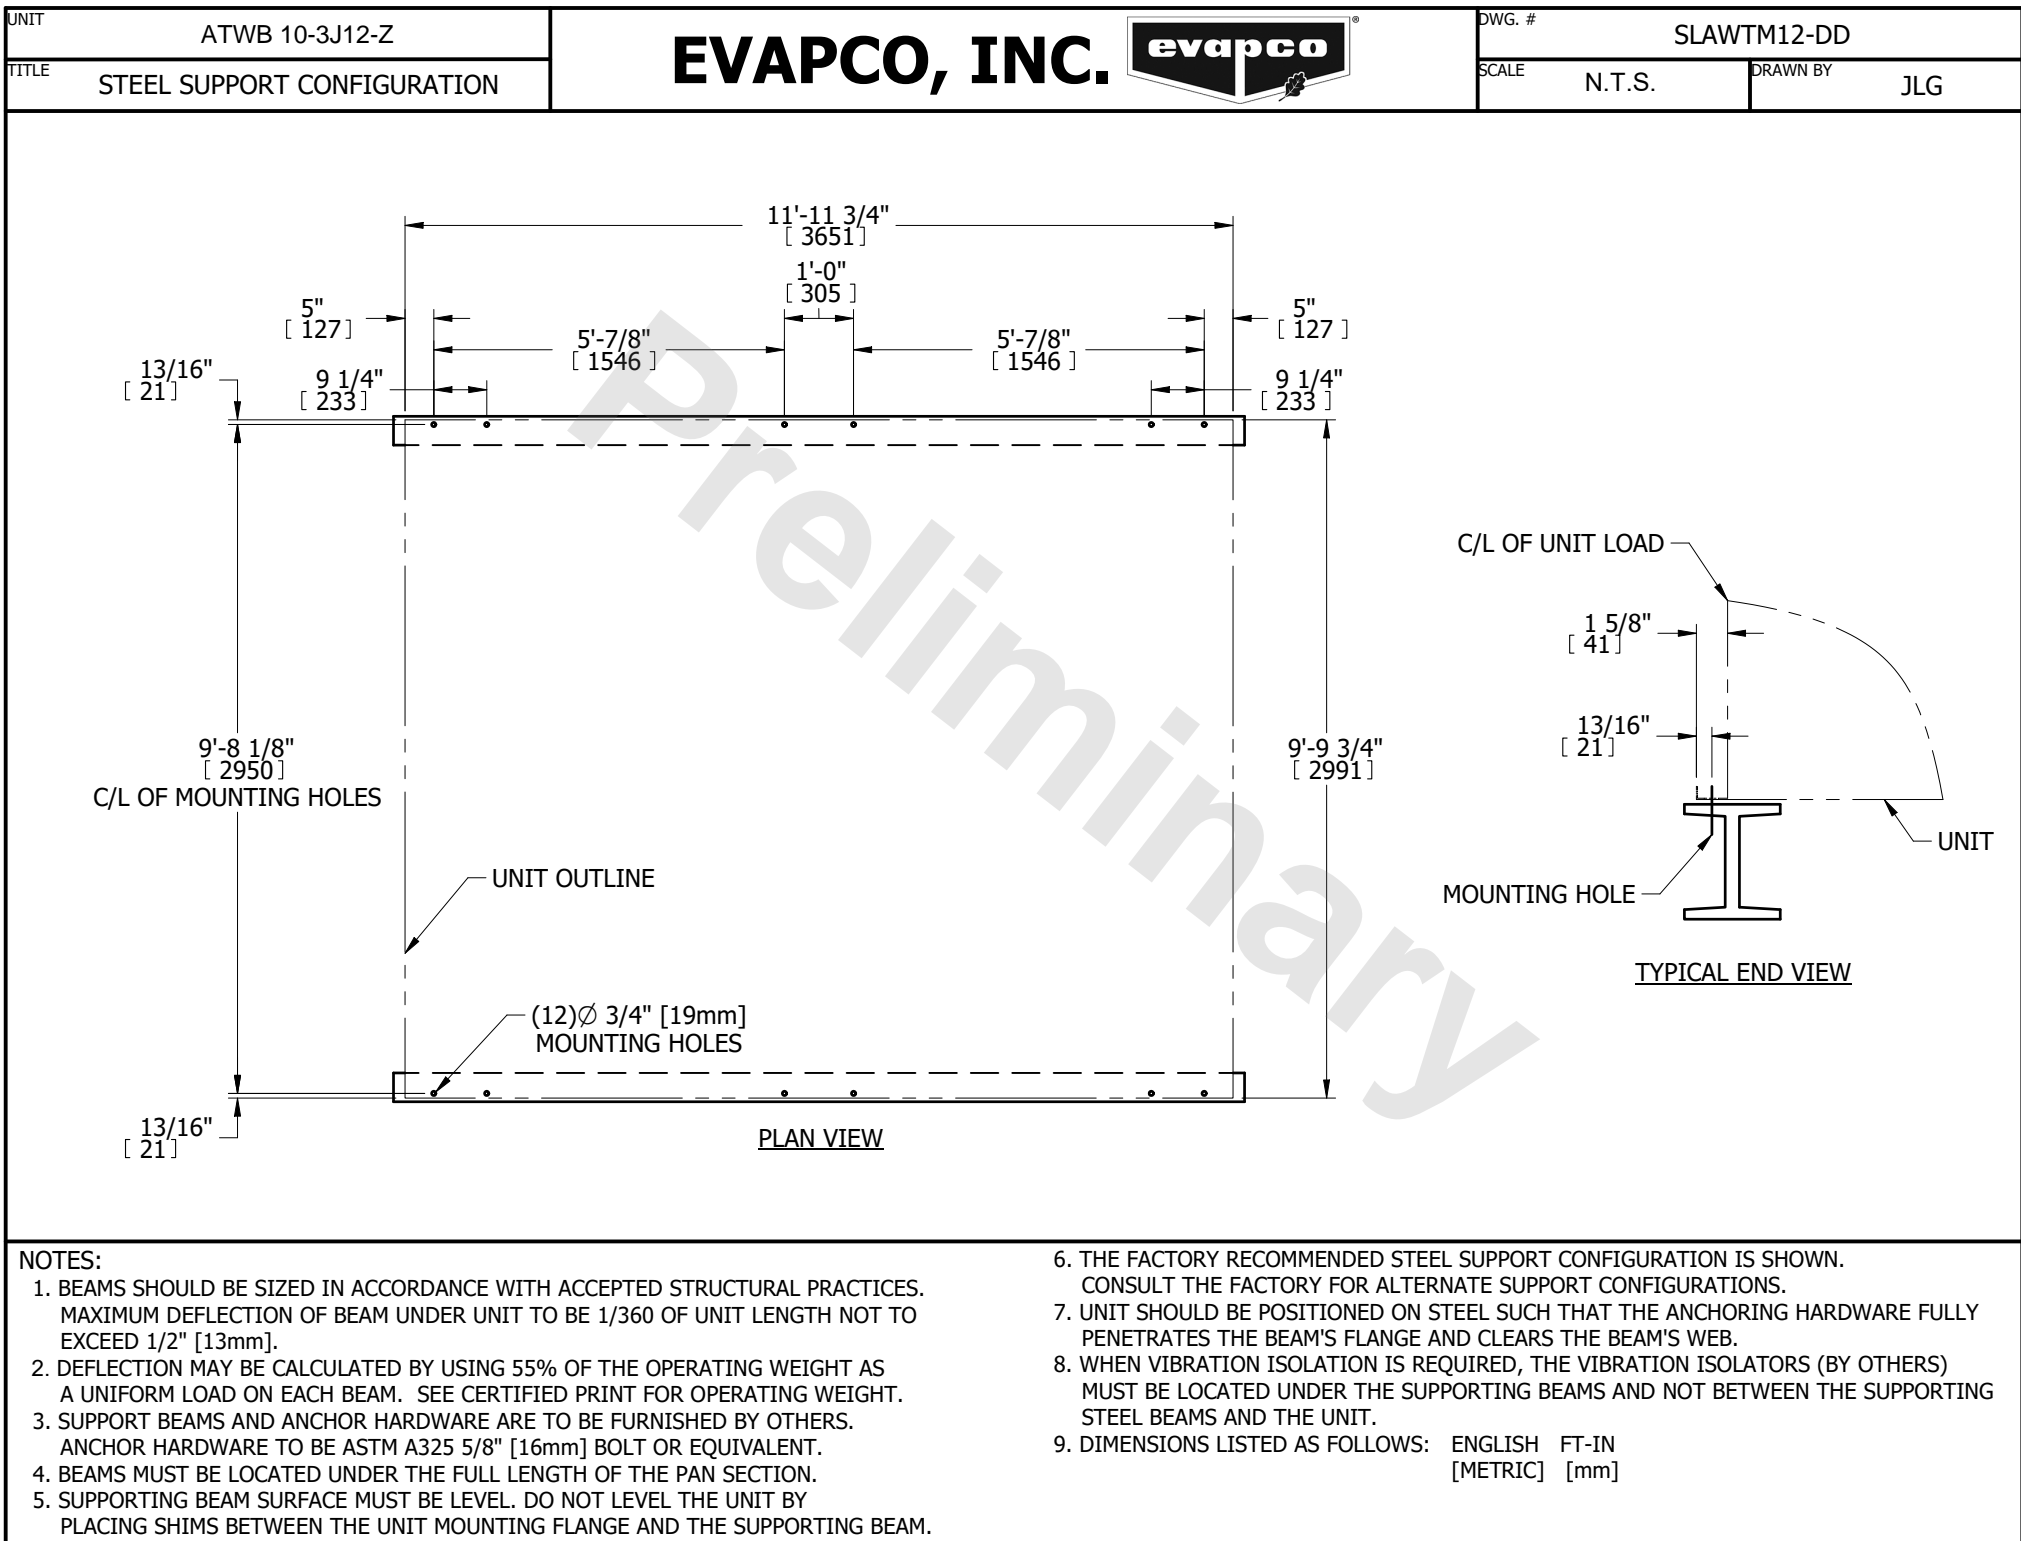 UNIT
ATWB 10-3J12-Z
TITLE
STEEL SUPPORT CONFIGURATION
EVAPCO, INC.
evapco
®
DWG. #
SLAWTM12-DD
SCALE
N.T.S.
DRAWN BY
JLG
11'-11 3/4"
[ 3651 ]
1'-0"
[ 305 ]
5"
[ 127 ]
5'-7/8"
[ 1546 ]
5'-7/8"
[ 1546 ]
5"
[ 127 ]
13/16"
[ 21 ]
9 1/4"
[ 233 ]
9 1/4"
[ 233 ]
9'-8 1/8"
[ 2950 ]
C/L OF MOUNTING HOLES
9'-9 3/4"
[ 2991 ]
UNIT OUTLINE
(12)∅ 3/4" [19mm]
MOUNTING HOLES
13/16"
[ 21 ]
PLAN VIEW
C/L OF UNIT LOAD
1 5/8"
[ 41 ]
13/16"
[ 21 ]
UNIT
MOUNTING HOLE
TYPICAL END VIEW
Preliminary
NOTES:
1. BEAMS SHOULD BE SIZED IN ACCORDANCE WITH ACCEPTED STRUCTURAL PRACTICES.
MAXIMUM DEFLECTION OF BEAM UNDER UNIT TO BE 1/360 OF UNIT LENGTH NOT TO
EXCEED 1/2" [13mm].
2. DEFLECTION MAY BE CALCULATED BY USING 55% OF THE OPERATING WEIGHT AS
A UNIFORM LOAD ON EACH BEAM. SEE CERTIFIED PRINT FOR OPERATING WEIGHT.
3. SUPPORT BEAMS AND ANCHOR HARDWARE ARE TO BE FURNISHED BY OTHERS.
ANCHOR HARDWARE TO BE ASTM A325 5/8" [16mm] BOLT OR EQUIVALENT.
4. BEAMS MUST BE LOCATED UNDER THE FULL LENGTH OF THE PAN SECTION.
5. SUPPORTING BEAM SURFACE MUST BE LEVEL. DO NOT LEVEL THE UNIT BY
PLACING SHIMS BETWEEN THE UNIT MOUNTING FLANGE AND THE SUPPORTING BEAM.
6. THE FACTORY RECOMMENDED STEEL SUPPORT CONFIGURATION IS SHOWN.
CONSULT THE FACTORY FOR ALTERNATE SUPPORT CONFIGURATIONS.
7. UNIT SHOULD BE POSITIONED ON STEEL SUCH THAT THE ANCHORING HARDWARE FULLY
PENETRATES THE BEAM'S FLANGE AND CLEARS THE BEAM'S WEB.
8. WHEN VIBRATION ISOLATION IS REQUIRED, THE VIBRATION ISOLATORS (BY OTHERS)
MUST BE LOCATED UNDER THE SUPPORTING BEAMS AND NOT BETWEEN THE SUPPORTING
STEEL BEAMS AND THE UNIT.
9. DIMENSIONS LISTED AS FOLLOWS: ENGLISH FT-IN
[METRIC] [mm]